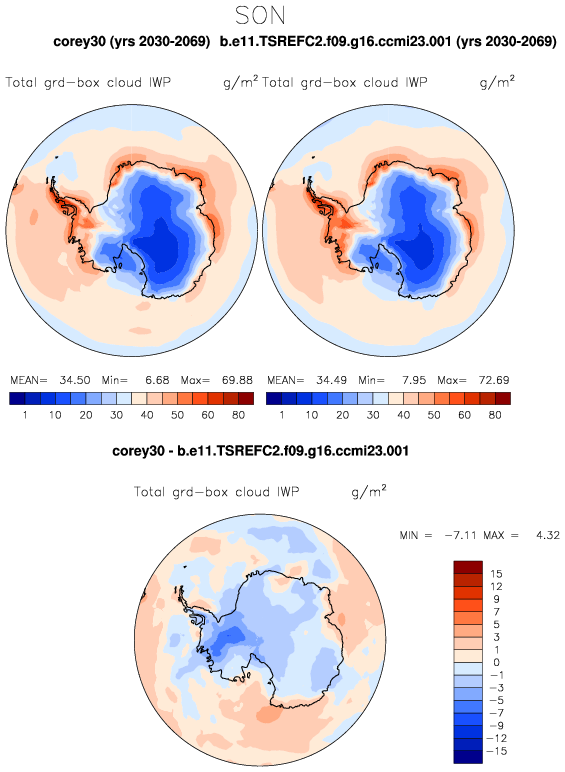 SON
corey30 (yrs 2030-2069) b.e11.TSREFC2.f09.g16.ccmi23.001 (yrs 2030-2069)
Total grd-box cloud IWP g/m² Total grd-box cloud IWP g/m²
MEAN= 34.50 Min= 6.68 Max= 69.88 MEAN= 34.49 Min= 7.95 Max= 72.69
1 10 20 30 40 50 60 80 1 10 20 30 40 50 60 80
corey30 - b.e11.TSREFC2.f09.g16.ccmi23.001
Total grd-box cloud IWP g/m²
MIN = -7.11 MAX = 4.32
15
12
9
7
5
3
1
0
-1
-3
-5
-7
-9
-12
-15